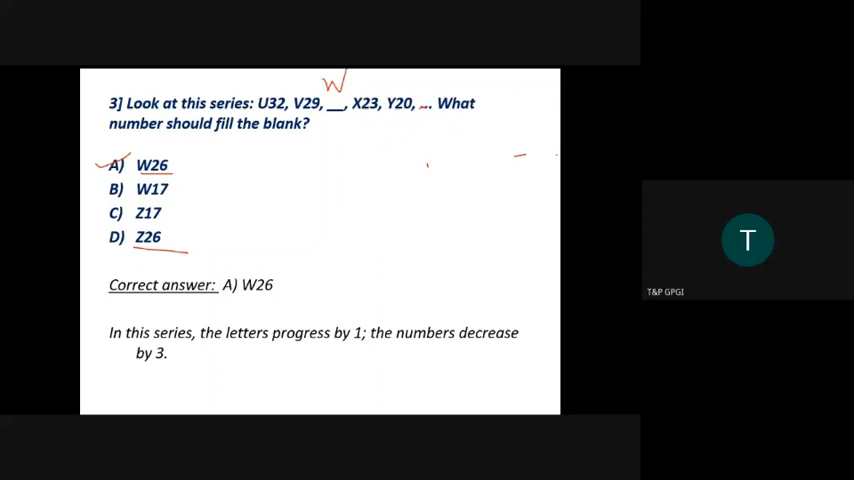 W
3] Look at this series: U32, V29, __, X23, Y20, ... What
number should fill the blank?
A) W26
B) W17
C) Z17
D) Z26
Correct answer: A) W26
In this series, the letters progress by 1; the numbers decrease
by 3.
T
T&P GPGI